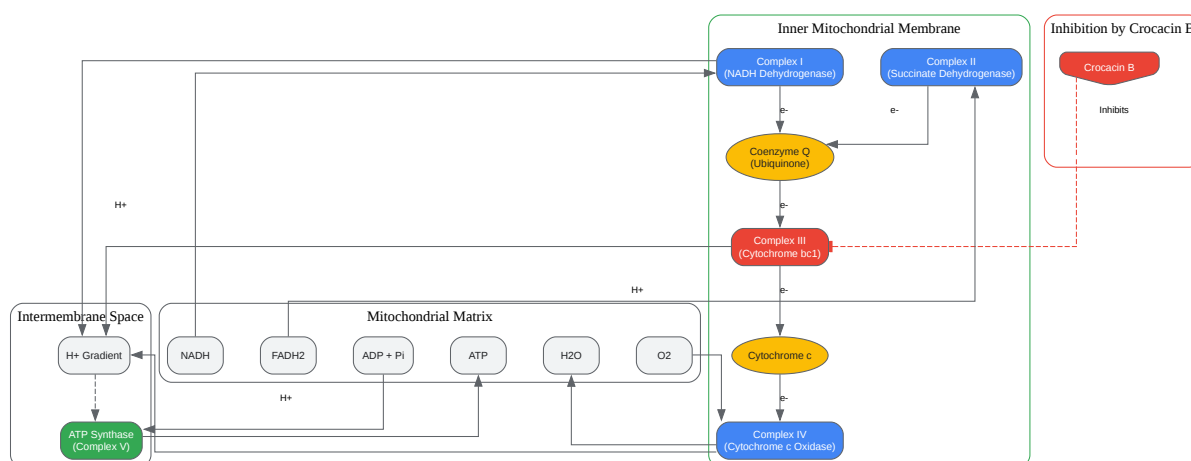 Inner Mitochondrial Membrane
Inhibition by Crocacin B
Complex I
(NADH Dehydrogenase)
Complex II
(Succinate Dehydrogenase)
Crocacin B
e-
e-
Inhibits
Coenzyme Q
(Ubiquinone)
H+
e-
Complex III
(Cytochrome bc1)
H+
e-
Intermembrane Space
Mitochondrial Matrix
H+ Gradient
NADH
FADH2
ADP + Pi
ATP
H2O
O2
Cytochrome c
H+
e-
ATP Synthase
(Complex V)
Complex IV
(Cytochrome c Oxidase)